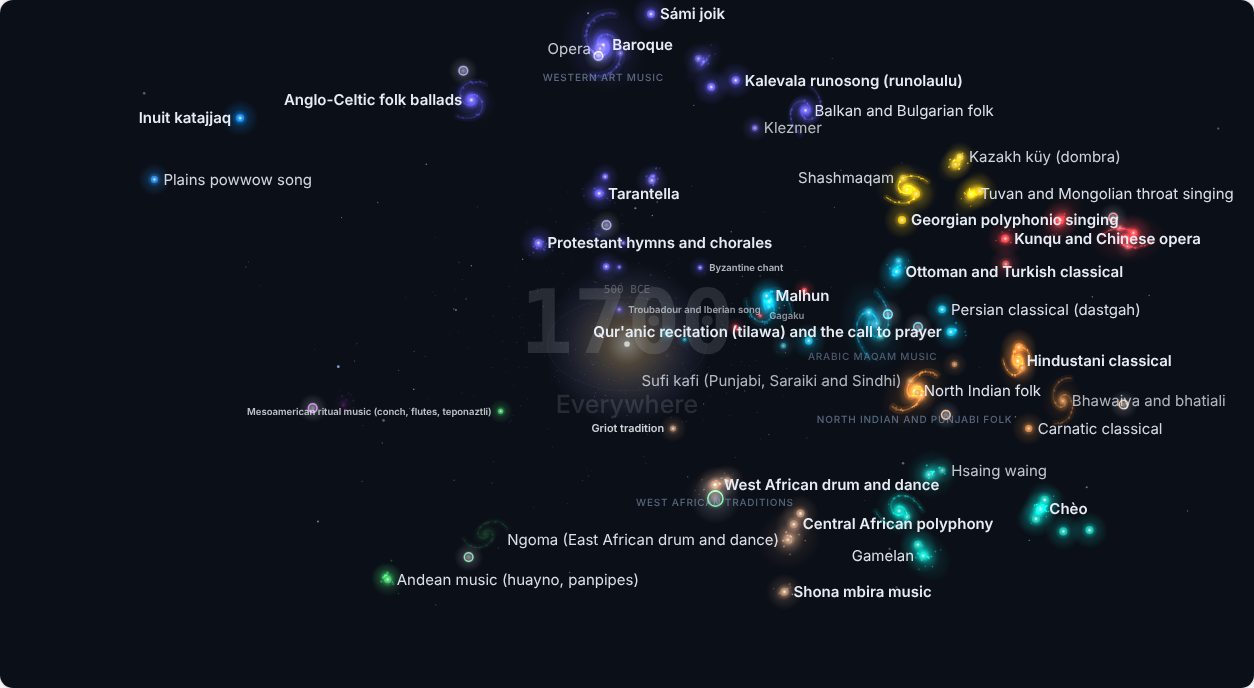 Sámi joik
Opera
Baroque
WESTERN ART MUSIC
Kalevala runosong (runolaulu)
Anglo-Celtic folk ballads
Balkan and Bulgarian folk
Inuit katajjaq
Klezmer
Kazakh küy (dombra)
Shashmaqam
Plains powwow song
Tarantella
Tuvan and Mongolian throat singing
Georgian polyphonic singing
Kunqu and Chinese opera
Protestant hymns and chorales
Byzantine chant
Ottoman and Turkish classical
500 BCE
1700
Malhun
Troubadour and Iberian song
Gagaku
Persian classical (dastgah)
Qur'anic recitation (tilawa) and the call to prayer
ARABIC MAQAM MUSIC
Hindustani classical
Sufi kafi (Punjabi, Saraiki and Sindhi)
North Indian folk
Bhawaiya and bhatiali
Everywhere
Mesoamerican ritual music (conch, flutes, teponaztli)
NORTH INDIAN AND PUNJABI FOLK
Griot tradition
Carnatic classical
Hsaing waing
West African drum and dance
WEST AFRICAN TRADITIONS
Chèo
Central African polyphony
Ngoma (East African drum and dance)
Gamelan
Andean music (huayno, panpipes)
Shona mbira music